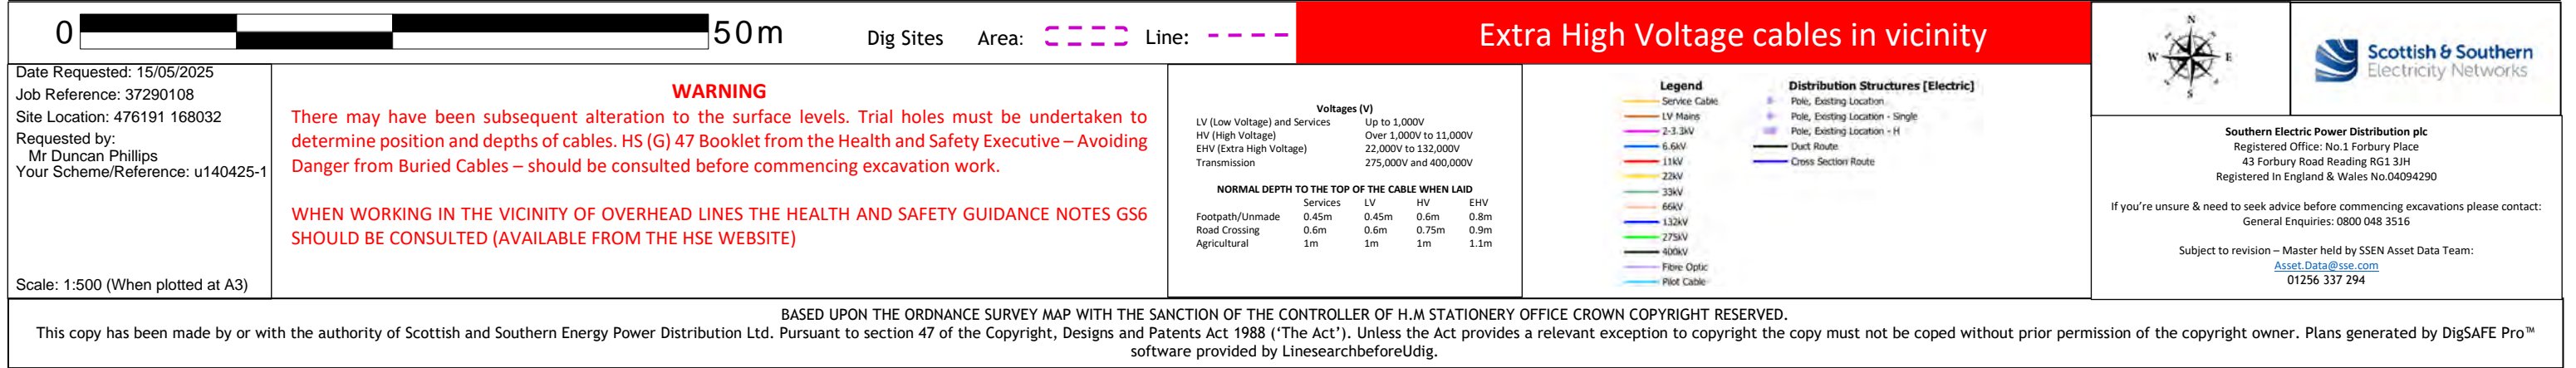 0 50m
Dig Sites Area: Line:
Extra High Voltage cables in vicinity
N
W E
S
Scottish & Southern
Electricity Networks
Date Requested: 15/05/2025
Job Reference: 37290108
Site Location: 476191 168032
Requested by:
Mr Duncan Phillips
Your Scheme/Reference: u140425-1
Scale: 1:500 (When plotted at A3)
WARNING
There may have been subsequent alteration to the surface levels. Trial holes must be undertaken to
determine position and depths of cables. HS (G) 47 Booklet from the Health and Safety Executive – Avoiding
Danger from Buried Cables – should be consulted before commencing excavation work.
WHEN WORKING IN THE VICINITY OF OVERHEAD LINES THE HEALTH AND SAFETY GUIDANCE NOTES GS6
SHOULD BE CONSULTED (AVAILABLE FROM THE HSE WEBSITE)
Voltages (V)
LV (Low Voltage) and Services Up to 1,000V
HV (High Voltage) Over 1,000V to 11,000V
EHV (Extra High Voltage) 22,000V to 132,000V
Transmission 275,000V and 400,000V
NORMAL DEPTH TO THE TOP OF THE CABLE WHEN LAID
Services LV HV EHV
Footpath/Unmade 0.45m 0.45m 0.6m 0.8m
Road Crossing 0.6m 0.6m 0.75m 0.9m
Agricultural 1m 1m 1m 1.1m
Legend
Service Cable
LV Mains
2-3.3kV
6.6kV
11kV
22kV
33kV
66kV
132kV
275kV
400kV
Fibre Optic
Pilot Cable
Distribution Structures [Electric]
Pole, Existing Location
Pole, Existing Location - Single
Pole, Existing Location - H
Duct Route
Cross Section Route
Southern Electric Power Distribution plc
Registered Office: No.1 Forbury Place
43 Forbury Road Reading RG1 3JH
Registered In England & Wales No.04094290
If you're unsure & need to seek advice before commencing excavations please contact:
General Enquiries: 0800 048 3516
Subject to revision – Master held by SSEN Asset Data Team:
Asset.Data@sse.com
01256 337 294
BASED UPON THE ORDNANCE SURVEY MAP WITH THE SANCTION OF THE CONTROLLER OF H.M STATIONERY OFFICE CROWN COPYRIGHT RESERVED.
This copy has been made by or with the authority of Scottish and Southern Energy Power Distribution Ltd. Pursuant to section 47 of the Copyright, Designs and Patents Act 1988 ('The Act'). Unless the Act provides a relevant exception to copyright the copy must not be coped without prior permission of the copyright owner. Plans generated by DigSAFE Pro™
software provided by LinesearchbeforeUdig.